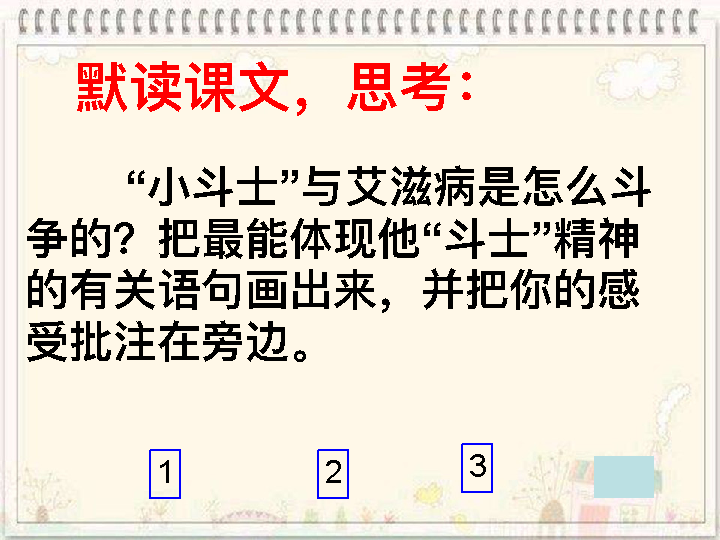 默读课文，思考：
“小斗士”与艾滋病是怎么斗
争的？把最能体现他“斗士”精神
的有关语句画出来，并把你的感
受批注在旁边。
1 2 3